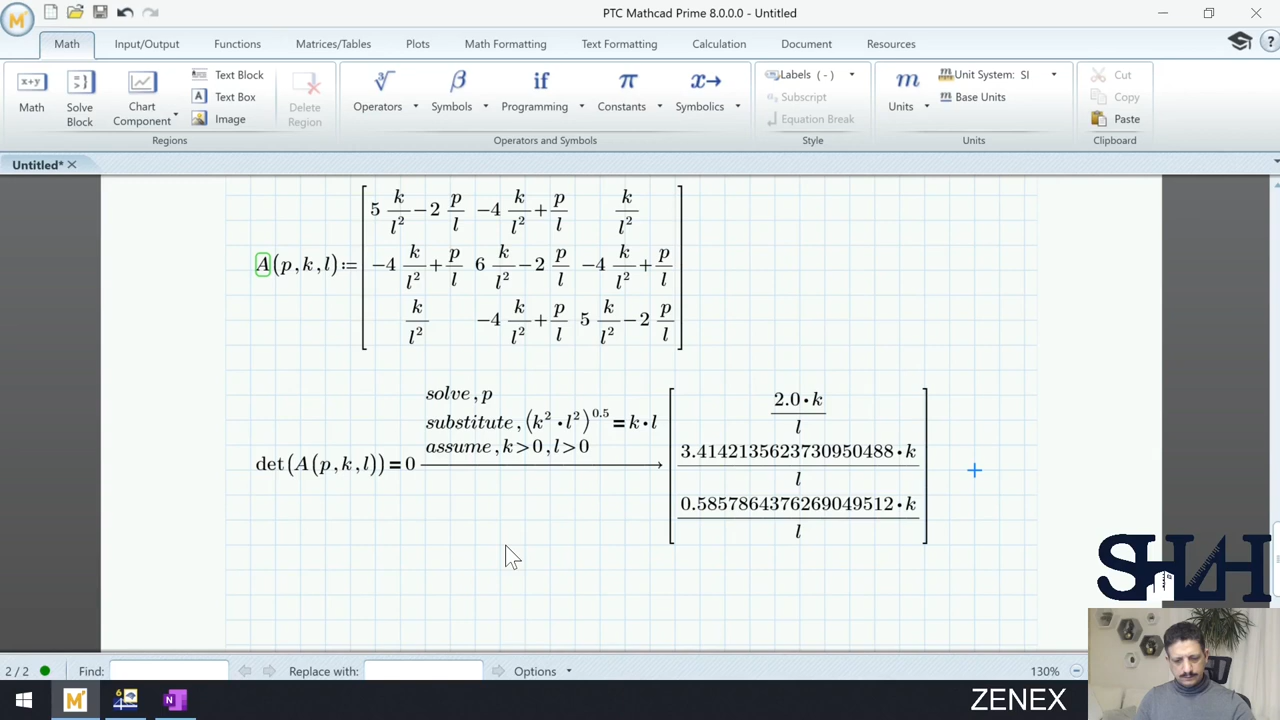 PTC Mathcad Prime 8.0.0.0 - Untitled
Math Input/Output Functions Matrices/Tables Plots Math Formatting Text Formatting Calculation Document Resources
Math
Solve Block
Chart Component
Text Block
Text Box
Image
Delete Region
Operators
Symbols
Programming
Constants
Symbolics
Labels ( - )
Subscript
Equation Break
Units
Unit System: SI
Base Units
Cut
Copy
Paste
Regions Operators and Symbols Style Units Clipboard
Untitled*
A(p,k,l):=[5 k/l² −2 p/l −4 k/l² + p/l k/l²
−4 k/l² + p/l 6 k/l² −2 p/l −4 k/l² + p/l
k/l² −4 k/l² + p/l 5 k/l² −2 p/l]
solve, p
substitute, (k²·l²)^0.5 = k·l
assume, k>0, l>0
det(A(p,k,l))=0
2.0·k/l
3.4142135623730950488·k/l
0.5857864376269049512·k/l
SHZH
2 / 2 Find: Replace with: Options 130%
ZENEX